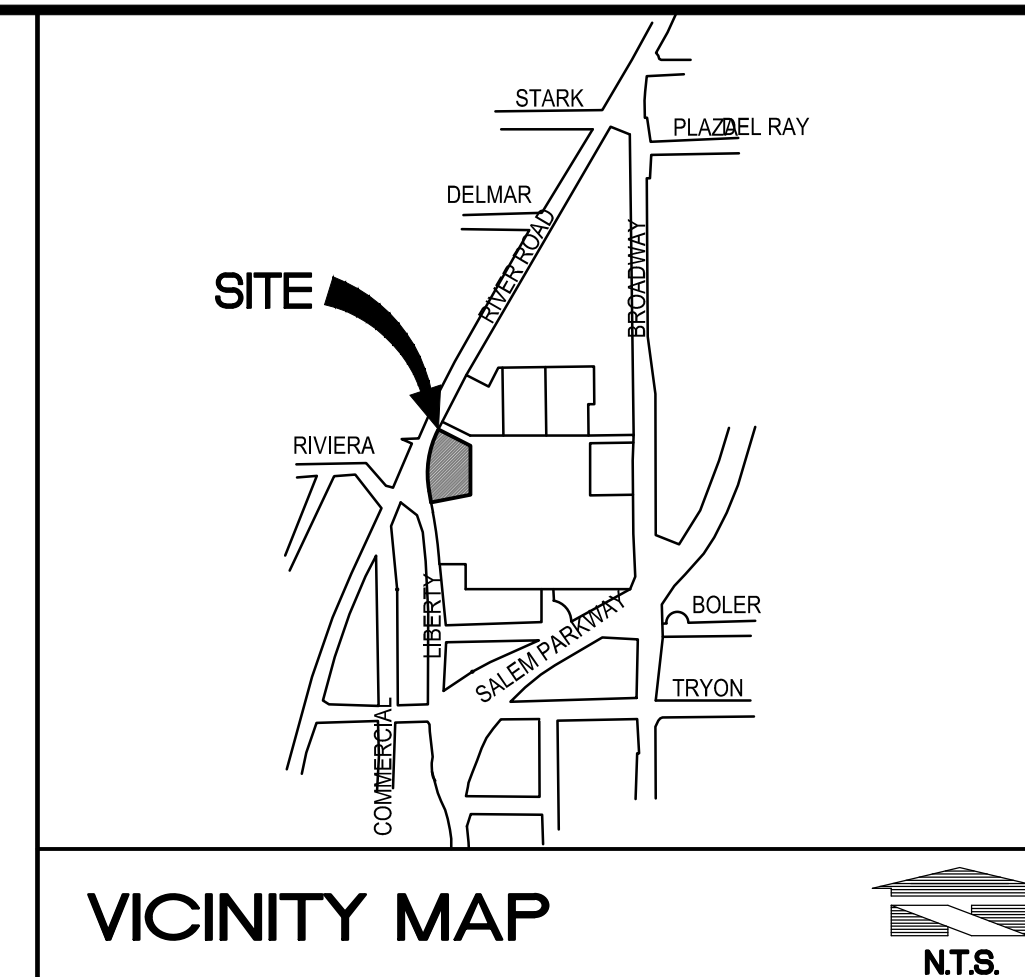 STARK
PLAZA DEL RAY
DELMAR
RIVER ROAD
BROADWAY
SITE
RIVIERA
LIBERTY
SALEM PARKWAY
BOLER
TRYON
COMMERCIAL
VICINITY MAP
N.T.S.